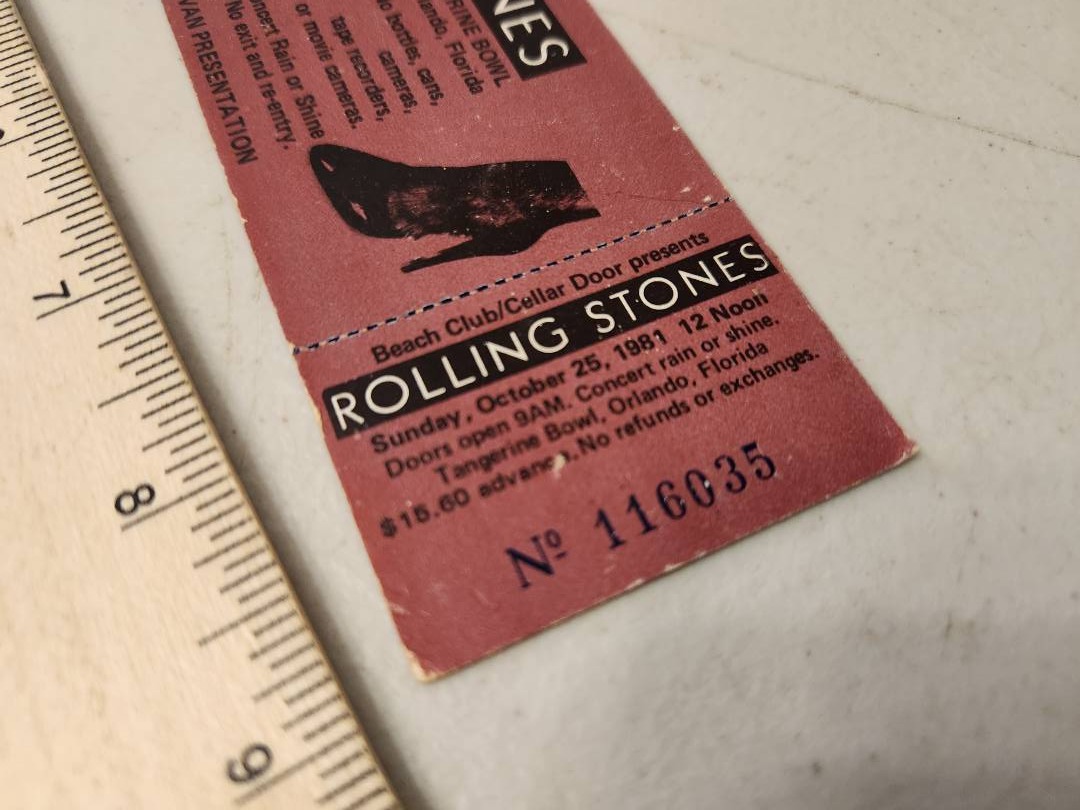 NES
RINE BOWL
lando, Florida
o bottles, cans,
cameras,
tape recorders,
or movie cameras.
ncert Rain or Shine
No exit and re-entry.
VAN PRESENTATION
Beach Club/Cellar Door presents
ROLLING STONES
Sunday, October 25, 1981 12 Noon
Doors open 9AM. Concert rain or shine.
Tangerine Bowl, Orlando, Florida
advance. No refunds or exchanges.
Nº 116035
7
8
9